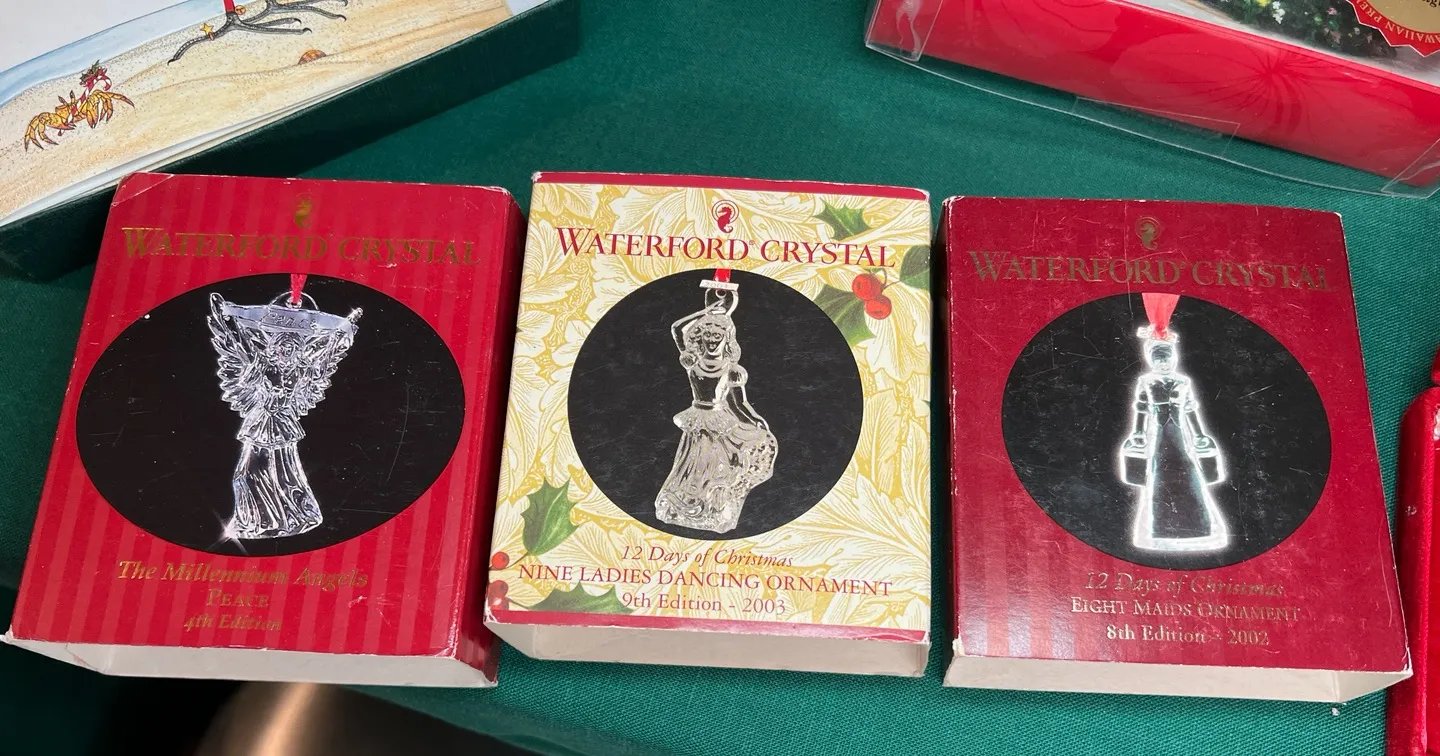 HAWAIIAN
WATERFORD CRYSTAL
The Millennium Angels
PEACE
4th Edition
WATERFORD® CRYSTAL
12 Days of Christmas
NINE LADIES DANCING ORNAMENT
9th Edition - 2003
WATERFORD® CRYSTAL
12 Days of Christmas
EIGHT MAIDS ORNAMENT
8th Edition - 2002